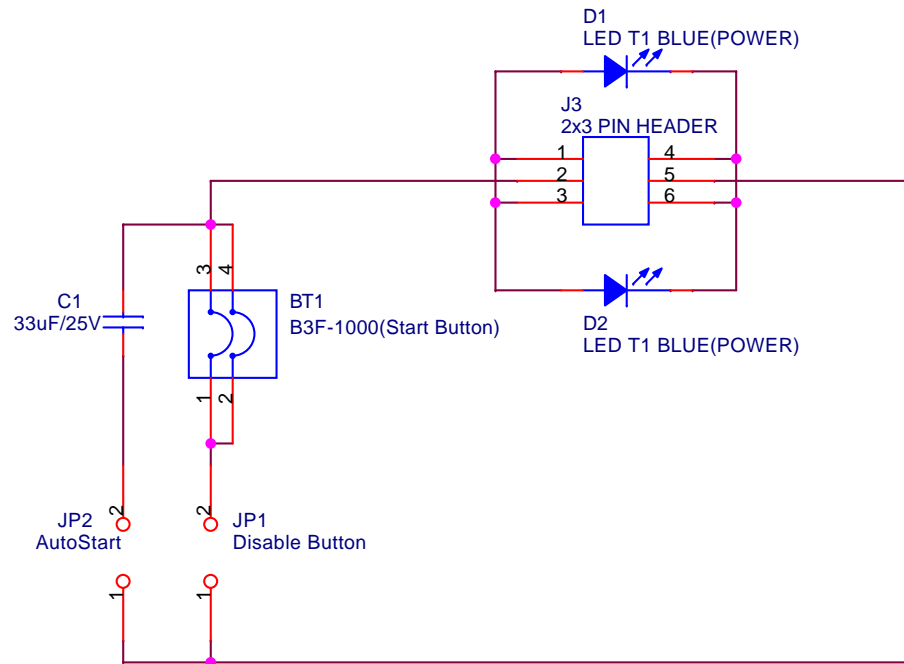 D1
LED T1 BLUE(POWER)
J3
2x3 PIN HEADER
1
4
2
5
3
6
3
4
C1
33uF/25V
BT1
B3F-1000(Start Button)
D2
LED T1 BLUE(POWER)
1
2
2
2
JP2
AutoStart
JP1
Disable Button
1
1